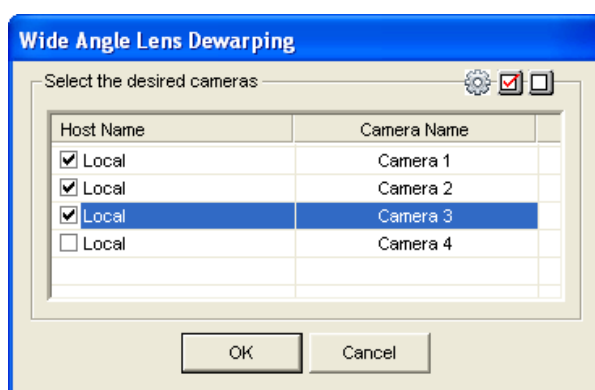 Wide Angle Lens Dewarping
Select the desired cameras
Host Name Camera Name
Local Camera 1
Local Camera 2
Local Camera 3
Local Camera 4
OK Cancel